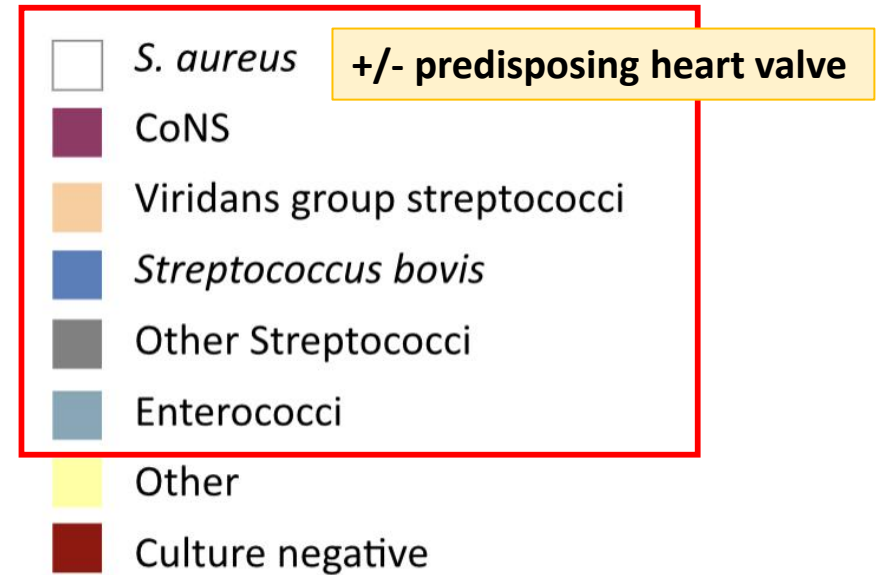 S. aureus
+/- predisposing heart valve
CoNS
Viridans group streptococci
Streptococcus bovis
Other Streptococci
Enterococci
Other
Culture negative